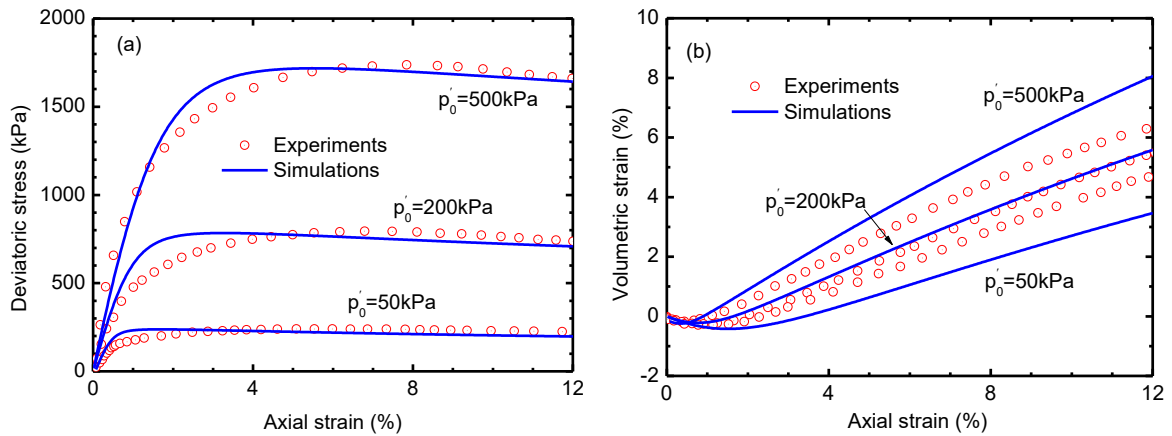 (a)
2000
1500
1000
500
0
Deviatoric stress (kPa)
p'0=500kPa
Experiments
Simulations
p'0=200kPa
p'0=50kPa
0 4 8 12
Axial strain (%)
(b)
10
8
6
4
2
0
-2
Volumetric strain (%)
Experiments
p'0=500kPa
Simulations
p'0=200kPa
p'0=50kPa
0 4 8 12
Axial strain (%)